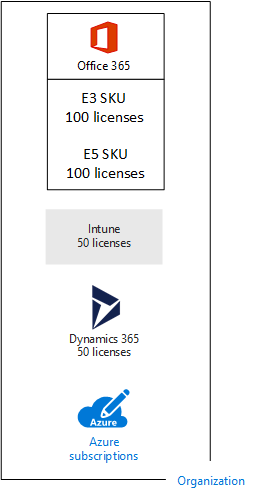 Office 365
E3 SKU
100 licenses
E5 SKU
100 licenses
Intune
50 licenses
Dynamics 365
50 licenses
Azure
Azure
subscriptions
Organization